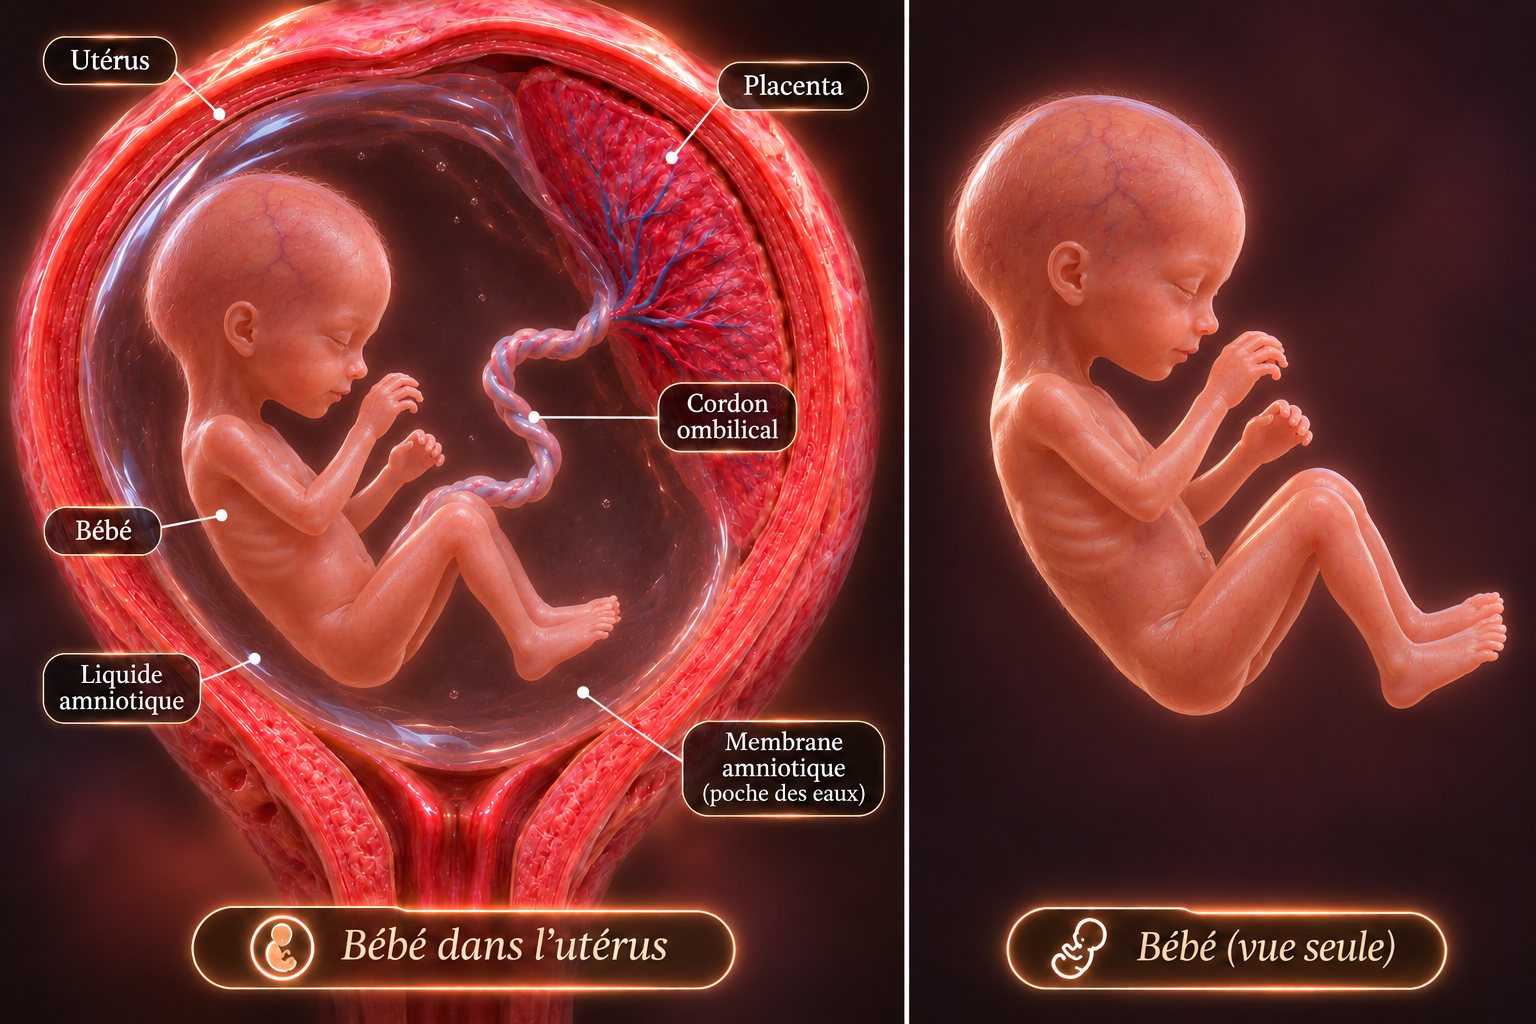 Utérus
Placenta
Cordon
ombilical
Bébé
Liquide
amniotique
Membrane
amniotique
(poche des eaux)
Bébé dans l’utérus
Bébé (vue seule)